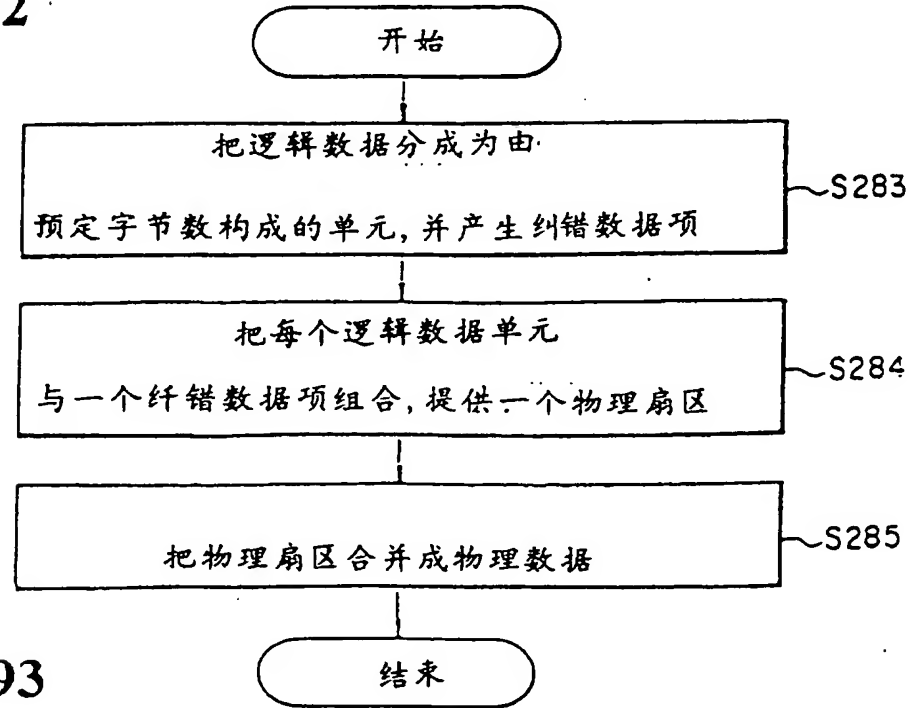 2
开始
把逻辑数据分成为由
预定字节数构成的单元,并产生纠错数据项
S283
把每个逻辑数据单元
与一个纤错数据项组合,提供一个物理扇区
S284
把物理扇区合并成物理数据
S285
结束
93